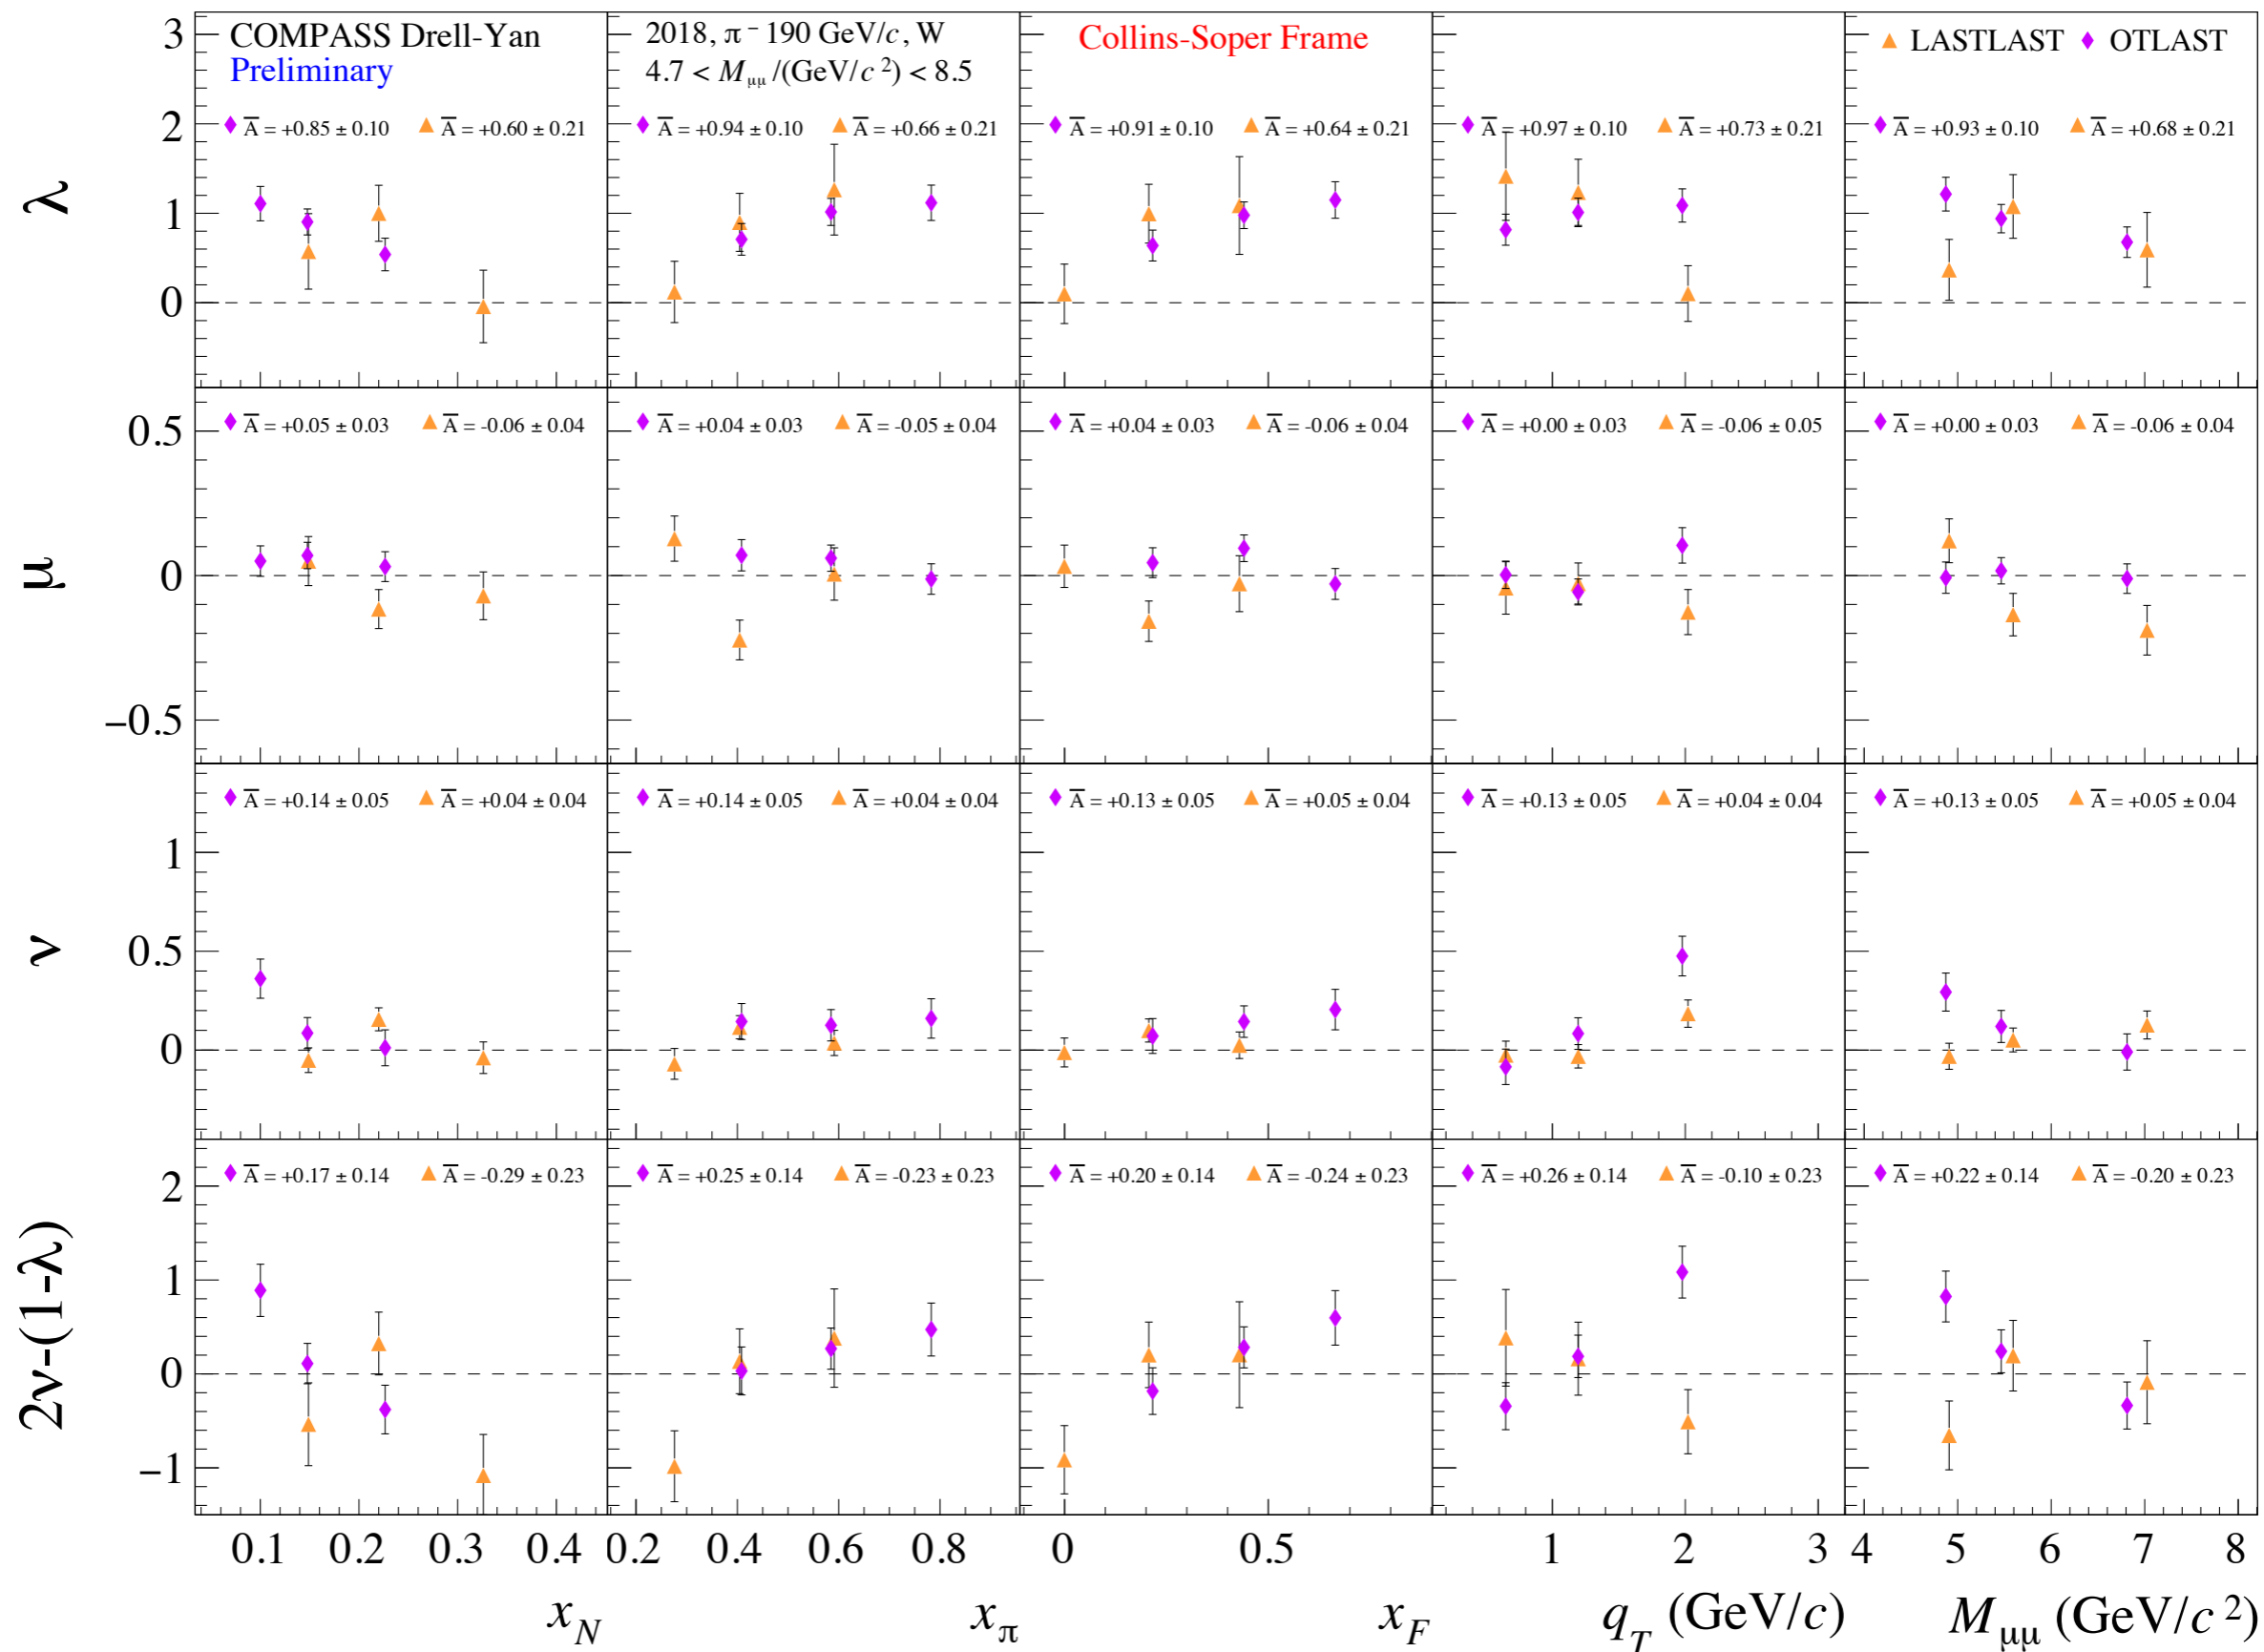 COMPASS Drell-Yan
Preliminary
2018, π⁻ 190 GeV/c, W
4.7 < M_μμ /(GeV/c²) < 8.5
Collins-Soper Frame
LASTLAST OTLAST
λ
3
2
1
0
A̅ = +0.85 ± 0.10 A̅ = +0.60 ± 0.21
A̅ = +0.94 ± 0.10 A̅ = +0.66 ± 0.21
A̅ = +0.91 ± 0.10 A̅ = +0.64 ± 0.21
A̅ = +0.97 ± 0.10 A̅ = +0.73 ± 0.21
A̅ = +0.93 ± 0.10 A̅ = +0.68 ± 0.21
μ
0.5
0
−0.5
A̅ = +0.05 ± 0.03 A̅ = -0.06 ± 0.04
A̅ = +0.04 ± 0.03 A̅ = -0.05 ± 0.04
A̅ = +0.04 ± 0.03 A̅ = -0.06 ± 0.04
A̅ = +0.00 ± 0.03 A̅ = -0.06 ± 0.05
A̅ = +0.00 ± 0.03 A̅ = -0.06 ± 0.04
ν
1
0.5
0
A̅ = +0.14 ± 0.05 A̅ = +0.04 ± 0.04
A̅ = +0.14 ± 0.05 A̅ = +0.04 ± 0.04
A̅ = +0.13 ± 0.05 A̅ = +0.05 ± 0.04
A̅ = +0.13 ± 0.05 A̅ = +0.04 ± 0.04
A̅ = +0.13 ± 0.05 A̅ = +0.05 ± 0.04
2ν-(1-λ)
2
1
0
−1
A̅ = +0.17 ± 0.14 A̅ = -0.29 ± 0.23
A̅ = +0.25 ± 0.14 A̅ = -0.23 ± 0.23
A̅ = +0.20 ± 0.14 A̅ = -0.24 ± 0.23
A̅ = +0.26 ± 0.14 A̅ = -0.10 ± 0.23
A̅ = +0.22 ± 0.14 A̅ = -0.20 ± 0.23
0.1 0.2 0.3 0.4
0.2 0.4 0.6 0.8
0 0.5
1 2 3
4 5 6 7 8
x_N
x_π
x_F
q_T (GeV/c)
M_μμ (GeV/c²)